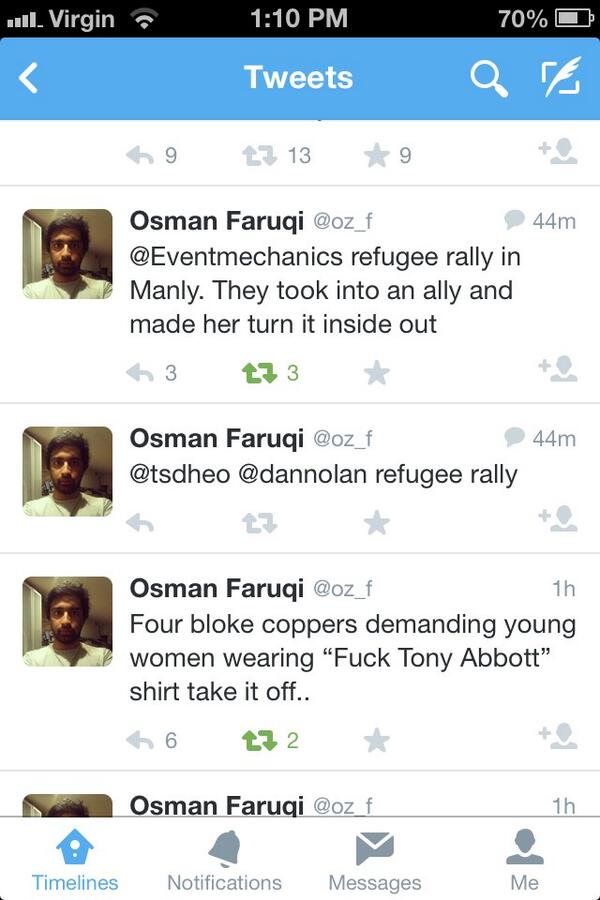 Virgin 1:10 PM 70%
Tweets
9 13 9
Osman Faruqi @oz_f 44m
@Eventmechanics refugee rally in
Manly. They took into an ally and
made her turn it inside out
3 3
Osman Faruqi @oz_f 44m
@tsdheo @dannolan refugee rally
Osman Faruqi @oz_f 1h
Four bloke coppers demanding young
women wearing “Fuck Tony Abbott”
shirt take it off..
6 2
Osman Faruqi @oz_f 1h
Timelines Notifications Messages Me